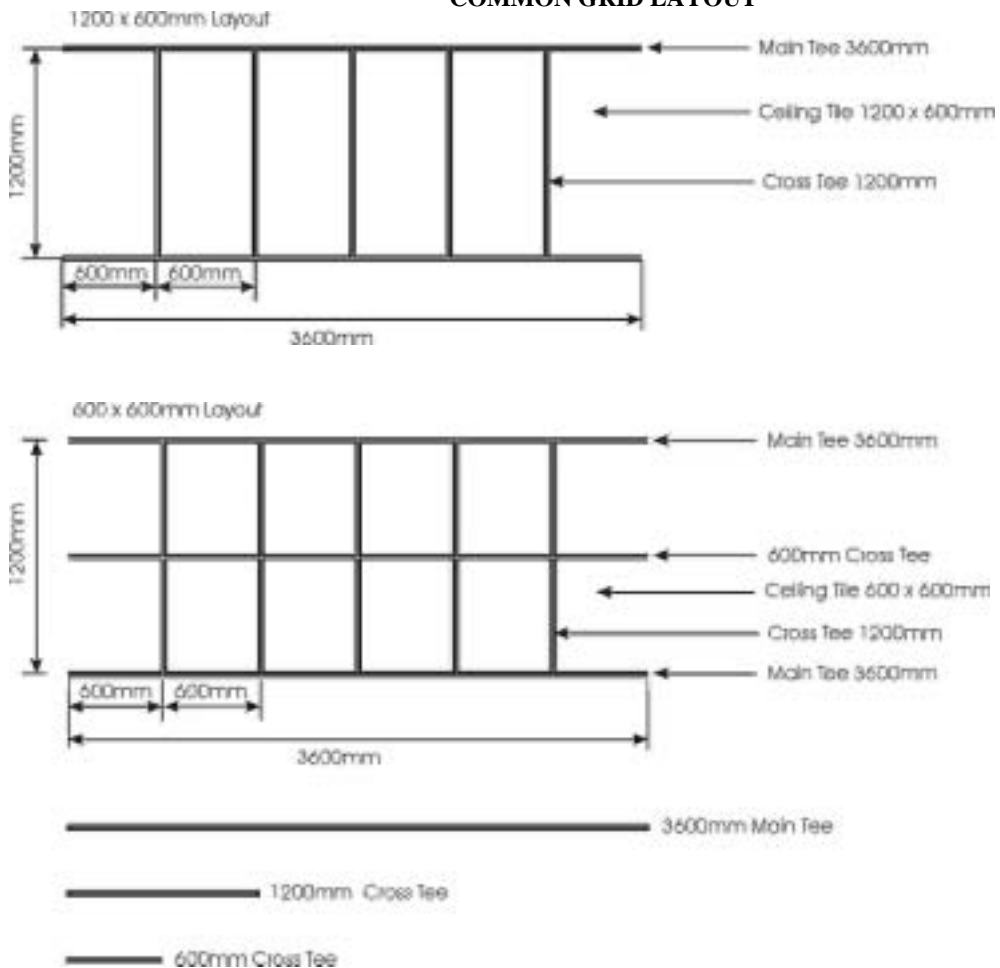 COMMON GRID LAYOUT
1200 x 600mm Layout
Main Tee 3600mm
Ceiling Tile 1200 x 600mm
Cross Tee 1200mm
1200mm
600mm
600mm
3600mm
600 x 600mm Layout
Main Tee 3600mm
600mm Cross Tee
Ceiling Tile 600 x 600mm
Cross Tee 1200mm
Main Tee 3600mm
1200mm
600mm
600mm
3600mm
3600mm Main Tee
1200mm Cross Tee
600mm Cross Tee